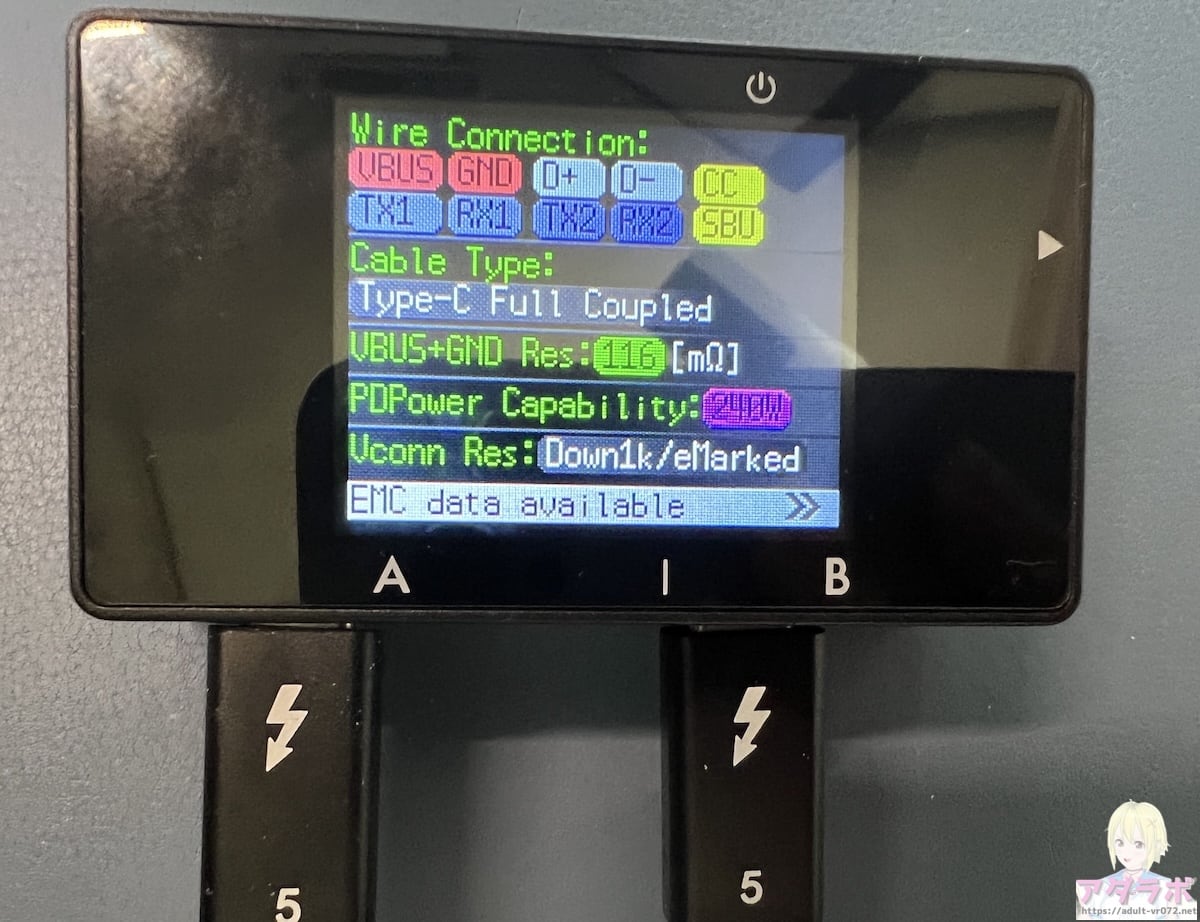 Wire Connection:
VBUS GND D+ D- CC
TX1 RX1 TX2 RX2 SBU
Cable Type:
Type-C Full Coupled
VBUS+GND Res: 116 [mΩ]
PDPower Capability: 240W
Vconn Res: Down1k/eMarked
EMC data available >>
A | B
5 5
アダラボ
https://adult-vr072.net